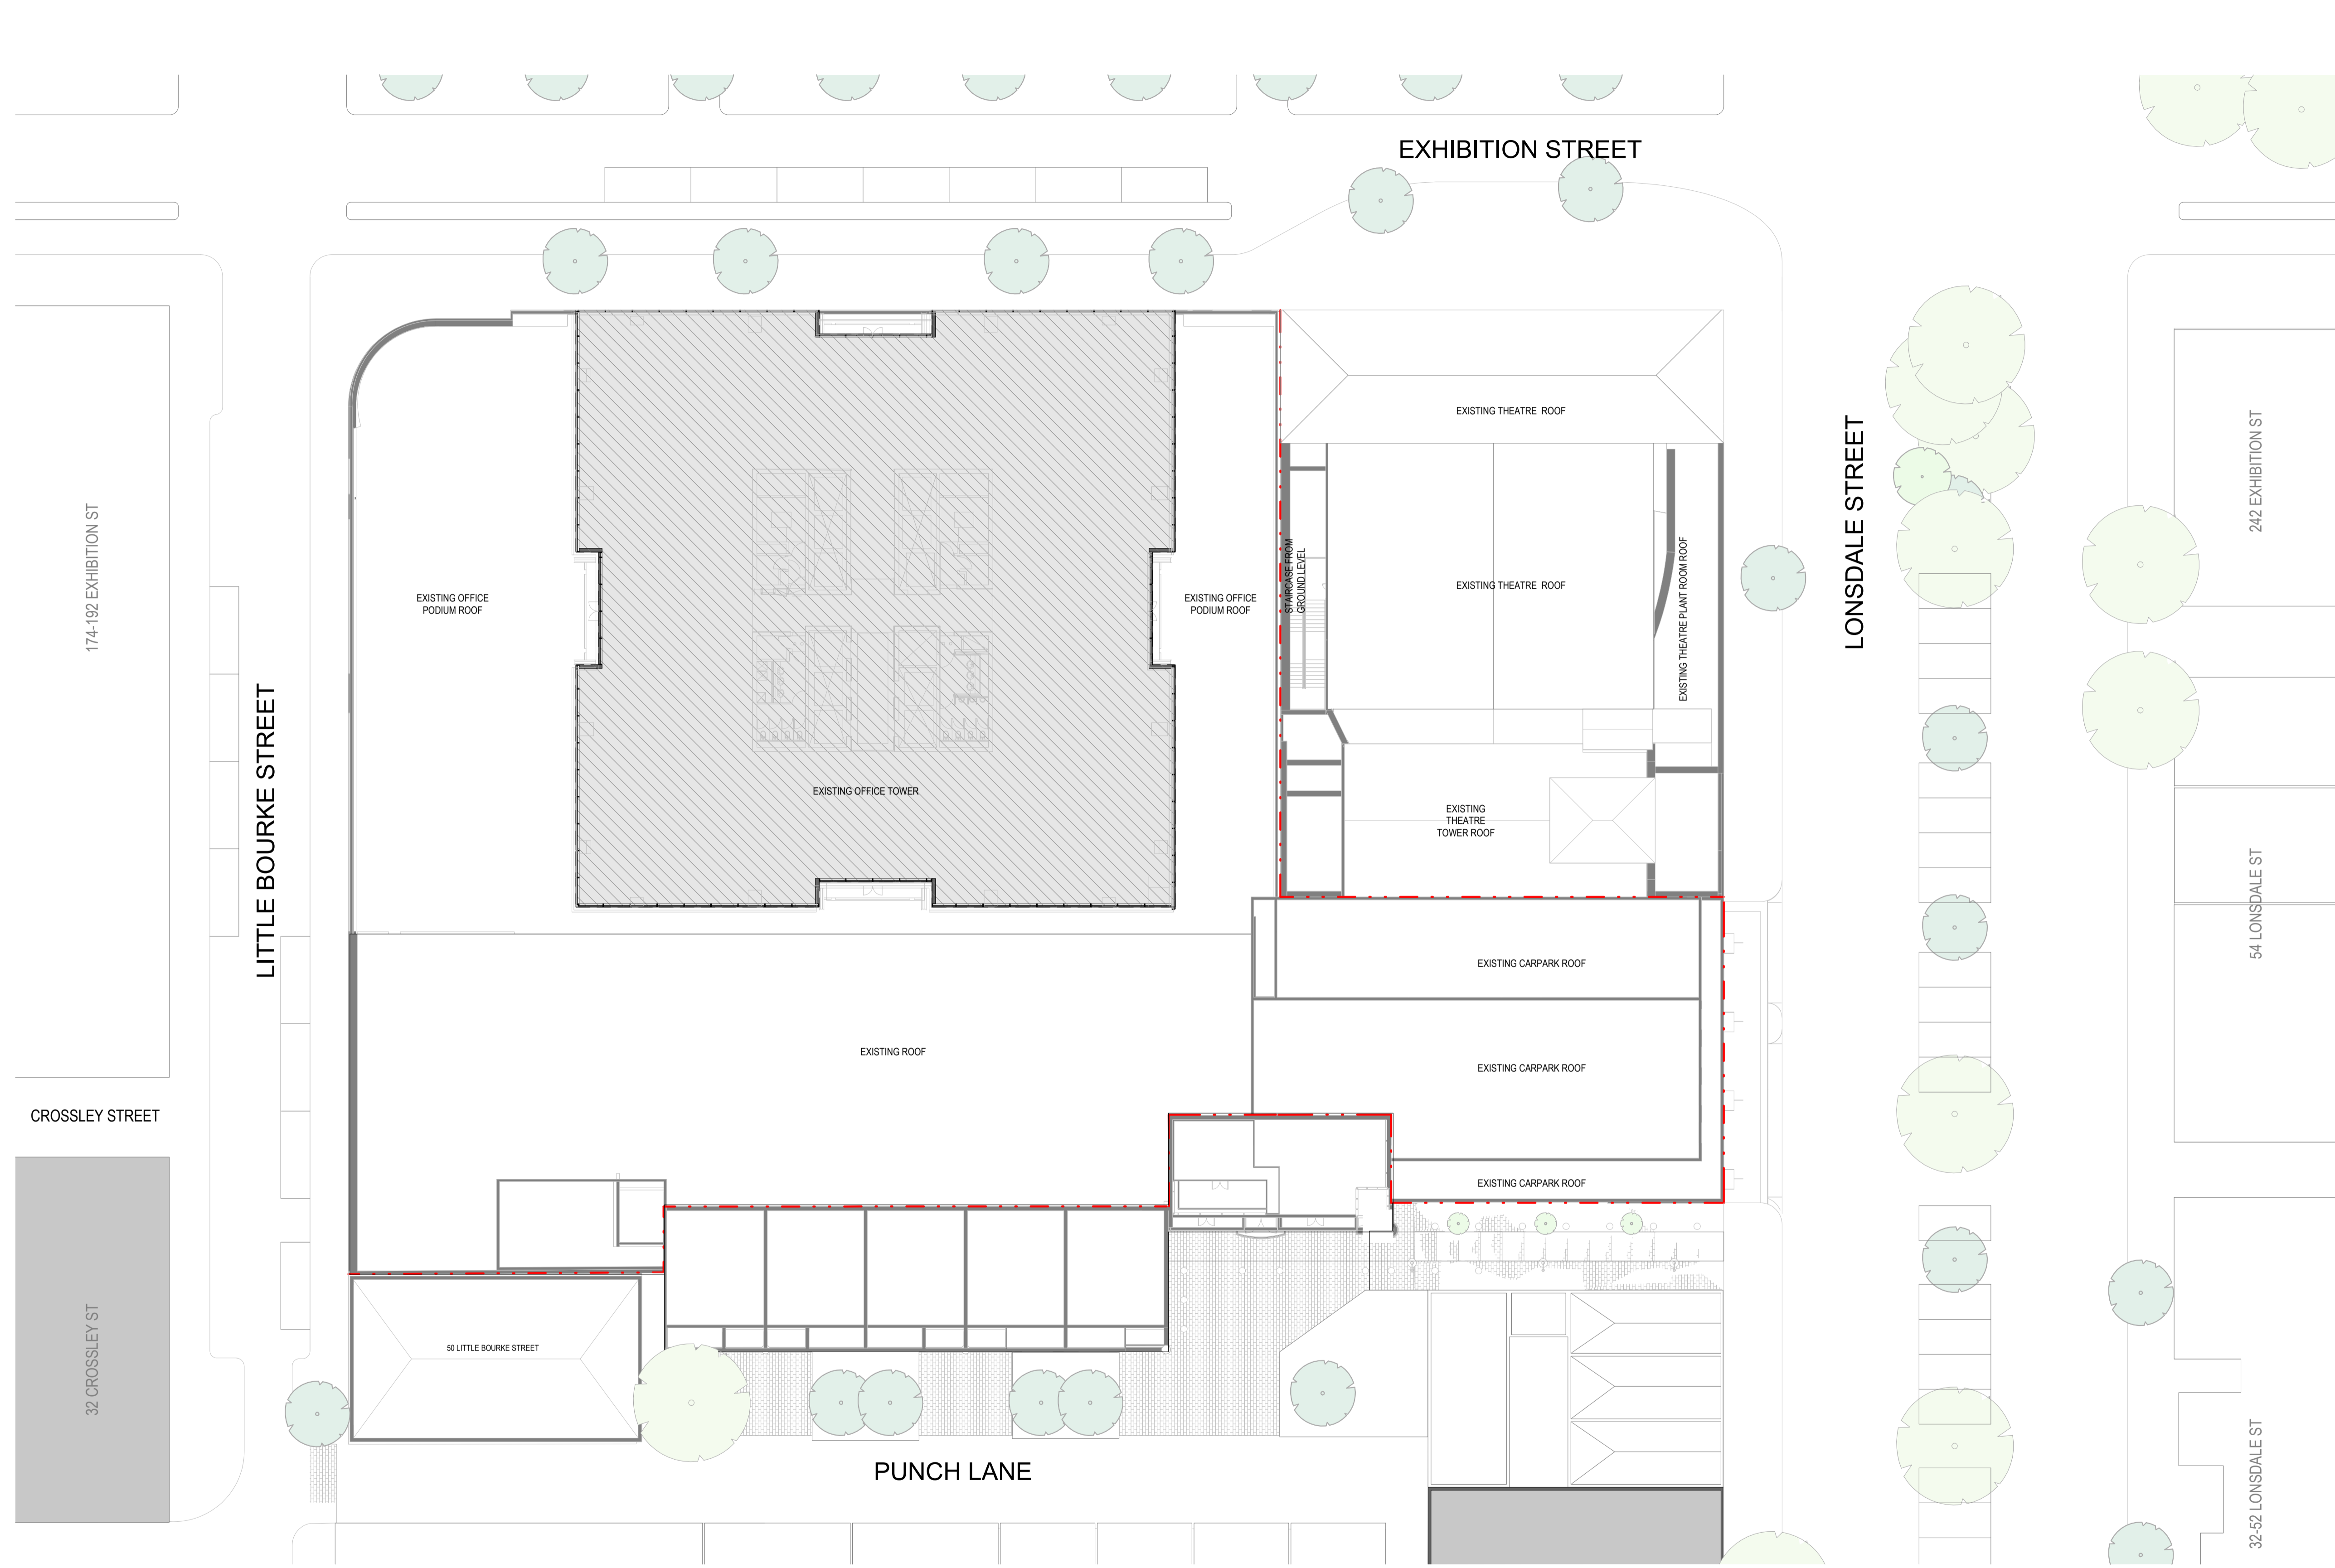 EXHIBITION STREET
EXISTING THEATRE ROOF
174-192 EXHIBITION ST
LITTLE BOURKE STREET
EXISTING OFFICE
PODIUM ROOF
EXISTING OFFICE TOWER
EXISTING OFFICE
PODIUM ROOF
STAIRCASE FROM
GROUND LEVEL
EXISTING THEATRE ROOF
EXISTING THEATRE PLANT ROOM ROOF
LONSDALE STREET
242 EXHIBITION ST
EXISTING
THEATRE
TOWER ROOF
54 LONSDALE ST
EXISTING CARPARK ROOF
EXISTING ROOF
EXISTING CARPARK ROOF
CROSSLEY STREET
EXISTING CARPARK ROOF
32 CROSSLEY ST
50 LITTLE BOURKE STREET
PUNCH LANE
32-52 LONSDALE ST